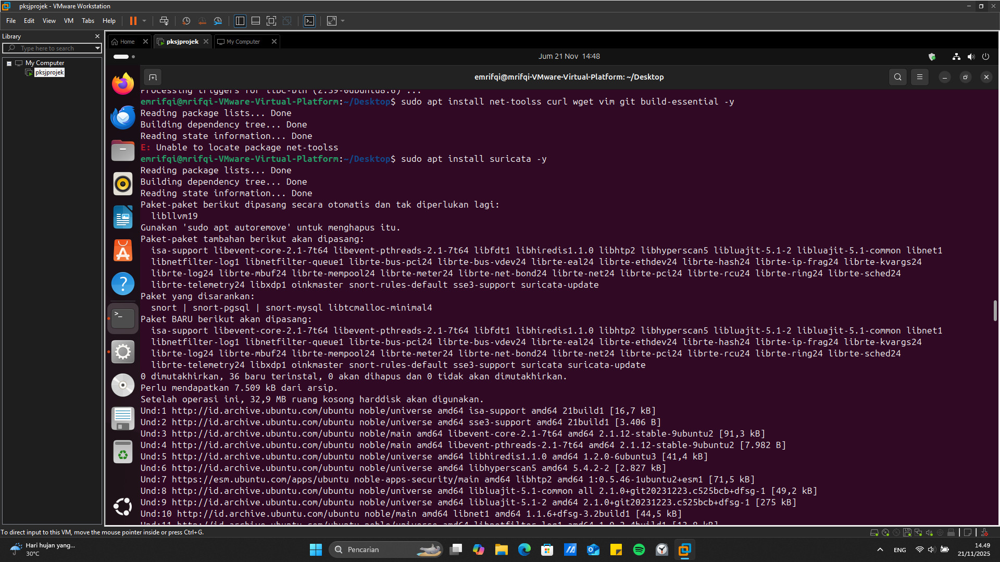 pksjprojek - VMware Workstation
File Edit View VM Tabs Help
Library
Type here to search
My Computer
pksjprojek
Home
pksjprojek
My Computer
Jum 21 Nov 14:48
emrifqi@mrifqi-VMware-Virtual-Platform: ~/Desktop
Processing triggers for libc-bin (2.39-0ubuntu8.6) ...
emrifqi@mrifqi-VMware-Virtual-Platform:~/Desktop$ sudo apt install net-toolss curl wget vim git build-essential -y
Reading package lists... Done
Building dependency tree... Done
Reading state information... Done
E: Unable to locate package net-toolss
emrifqi@mrifqi-VMware-Virtual-Platform:~/Desktop$ sudo apt install suricata -y
Reading package lists... Done
Building dependency tree... Done
Reading state information... Done
Paket-paket berikut dipasang secara otomatis dan tak diperlukan lagi:
libllvm19
Gunakan 'sudo apt autoremove' untuk menghapus itu.
Paket-paket tambahan berikut akan dipasang:
isa-support libevent-core-2.1-7t64 libevent-pthreads-2.1-7t64 libfdt1 libhiredis1.1.0 libhtp2 libhyperscan5 libluajit-5.1-2 libluajit-5.1-common libnet1
libnetfilter-log1 libnetfilter-queue1 librte-bus-pci24 librte-bus-vdev24 librte-eal24 librte-ethdev24 librte-hash24 librte-ip-frag24 librte-kvargs24
librte-log24 librte-mbuf24 librte-mempool24 librte-meter24 librte-net-bond24 librte-net24 librte-pci24 librte-rcu24 librte-ring24 librte-sched24
librte-telemetry24 libxdp1 oinkmaster snort-rules-default sse3-support suricata-update
Paket yang disarankan:
snort | snort-pgsql | snort-mysql libtcmalloc-minimal4
Paket BARU berikut akan dipasang:
isa-support libevent-core-2.1-7t64 libevent-pthreads-2.1-7t64 libfdt1 libhiredis1.1.0 libhtp2 libhyperscan5 libluajit-5.1-2 libluajit-5.1-common libnet1
libnetfilter-log1 libnetfilter-queue1 librte-bus-pci24 librte-bus-vdev24 librte-eal24 librte-ethdev24 librte-hash24 librte-ip-frag24 librte-kvargs24
librte-log24 librte-mbuf24 librte-mempool24 librte-meter24 librte-net-bond24 librte-net24 librte-pci24 librte-rcu24 librte-ring24 librte-sched24
librte-telemetry24 libxdp1 oinkmaster snort-rules-default sse3-support suricata suricata-update
0 dimutakhirkan, 36 baru terinstal, 0 akan dihapus dan 0 tidak akan dimutakhirkan.
Perlu mendapatkan 7.509 kB dari arsip.
Setelah operasi ini, 32,9 MB ruang kosong harddisk akan digunakan.
Und:1 http://id.archive.ubuntu.com/ubuntu noble/universe amd64 isa-support amd64 21build1 [16,7 kB]
Und:2 http://id.archive.ubuntu.com/ubuntu noble/universe amd64 sse3-support amd64 21build1 [3.406 B]
Und:3 http://id.archive.ubuntu.com/ubuntu noble/main amd64 libevent-core-2.1-7t64 amd64 2.1.12-stable-9ubuntu2 [91,3 kB]
Und:4 http://id.archive.ubuntu.com/ubuntu noble/main amd64 libevent-pthreads-2.1-7t64 amd64 2.1.12-stable-9ubuntu2 [7.982 B]
Und:5 http://id.archive.ubuntu.com/ubuntu noble/universe amd64 libhiredis1.1.0 amd64 1.2.0-6ubuntu3 [41,4 kB]
Und:6 http://id.archive.ubuntu.com/ubuntu noble/universe amd64 libhyperscan5 amd64 5.4.2-2 [2.827 kB]
Und:7 https://esm.ubuntu.com/apps/ubuntu noble-apps-security/main amd64 libhtp2 amd64 1:0.5.46-1ubuntu2+esm1 [71,5 kB]
Und:8 http://id.archive.ubuntu.com/ubuntu noble/universe amd64 libluajit-5.1-common all 2.1.0+git20231223.c525bcb+dfsg-1 [49,2 kB]
Und:9 http://id.archive.ubuntu.com/ubuntu noble/universe amd64 libluajit-5.1-2 amd64 2.1.0+git20231223.c525bcb+dfsg-1 [275 kB]
Und:10 http://id.archive.ubuntu.com/ubuntu noble/main amd64 libnet1 amd64 1.1.6+dfsg-3.2build1 [44,5 kB]
Und:11 http://id.archive.ubuntu.com/ubuntu noble/universe amd64 libnetfilter-log1 amd64 1.0.2-4build1 [13,8 kB]
To direct input to this VM, move the mouse pointer inside or press Ctrl+G.
Hari hujan yang...
30°C
Pencarian
ENG
14.49
21/11/2025